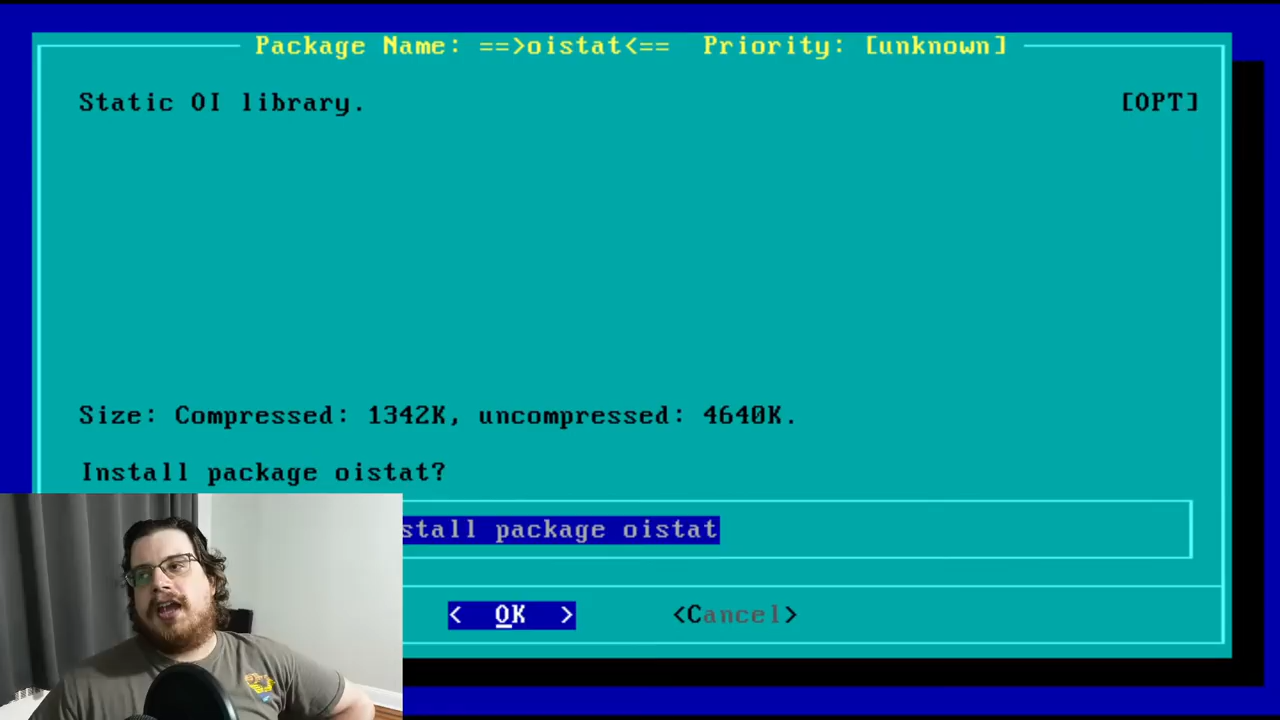 Package Name: ==>oistat<== Priority: [unknown]
Static OI library. [OPT]
Size: Compressed: 1342K, uncompressed: 4640K.
Install package oistat?
stall package oistat
< OK > <Cancel>